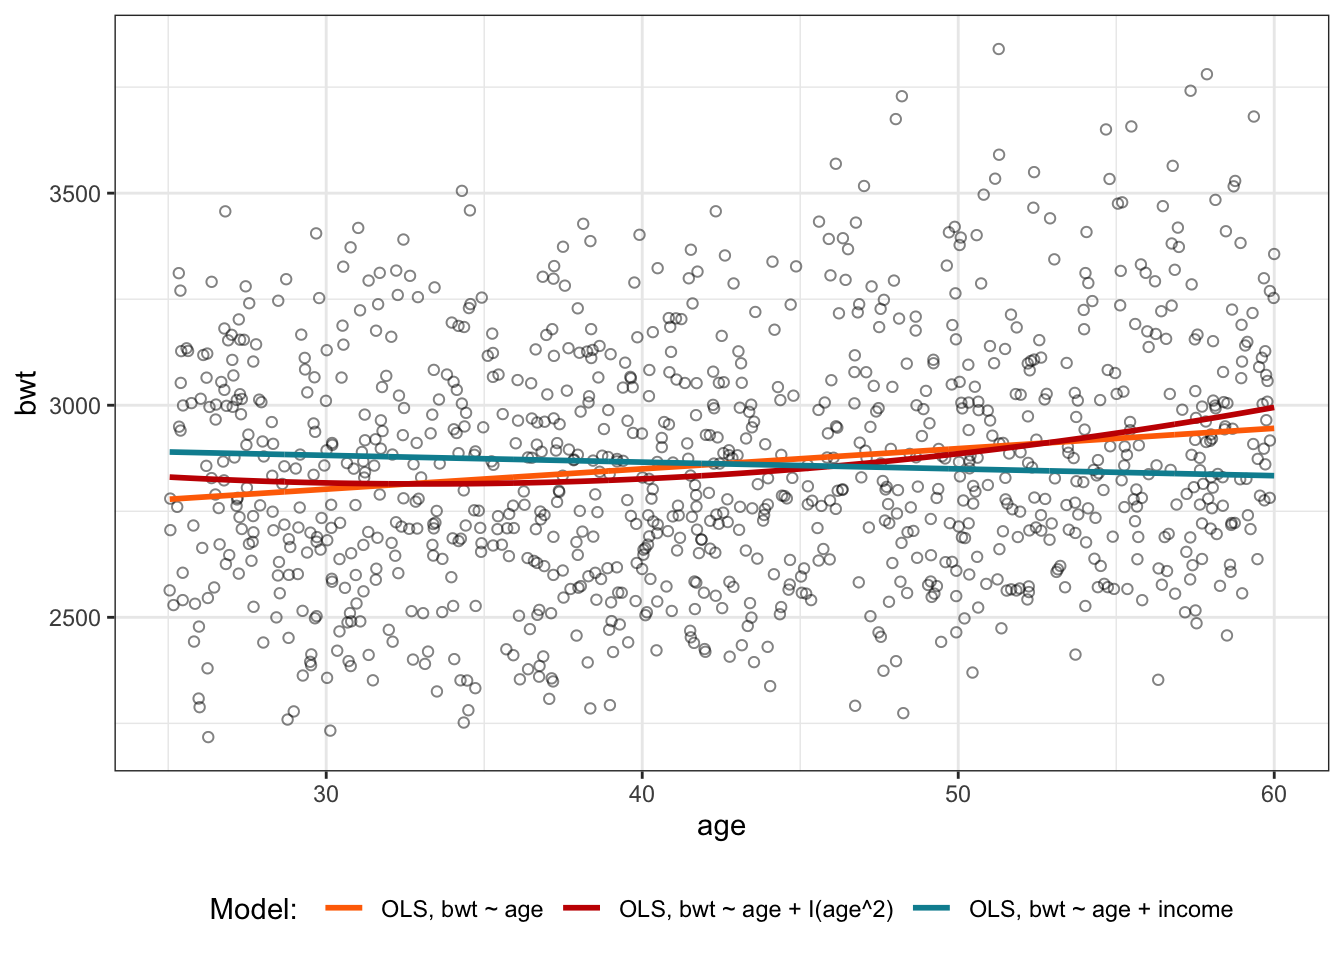 3500
3000
2500
bwt
30 40 50 60
age
Model: OLS, bwt ~ age OLS, bwt ~ age + I(age^2) OLS, bwt ~ age + income